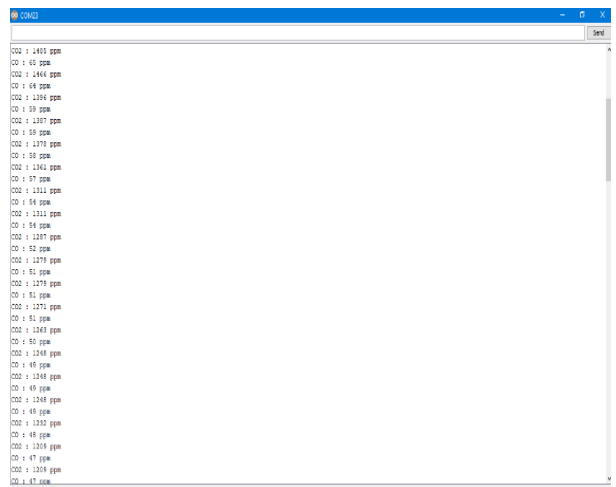 COM23
Send
CO2 : 1485 ppm
CO : 65 ppm
CO2 : 1466 ppm
CO : 64 ppm
CO2 : 1396 ppm
CO : 59 ppm
CO2 : 1387 ppm
CO : 59 ppm
CO2 : 1378 ppm
CO : 58 ppm
CO2 : 1361 ppm
CO : 57 ppm
CO2 : 1311 ppm
CO : 54 ppm
CO2 : 1311 ppm
CO : 54 ppm
CO2 : 1287 ppm
CO : 52 ppm
CO2 : 1279 ppm
CO : 51 ppm
CO2 : 1279 ppm
CO : 51 ppm
CO2 : 1271 ppm
CO : 51 ppm
CO2 : 1263 ppm
CO : 50 ppm
CO2 : 1248 ppm
CO : 49 ppm
CO2 : 1248 ppm
CO : 49 ppm
CO2 : 1248 ppm
CO : 49 ppm
CO2 : 1232 ppm
CO : 48 ppm
CO2 : 1209 ppm
CO : 47 ppm
CO2 : 1209 ppm
CO : 47 ppm